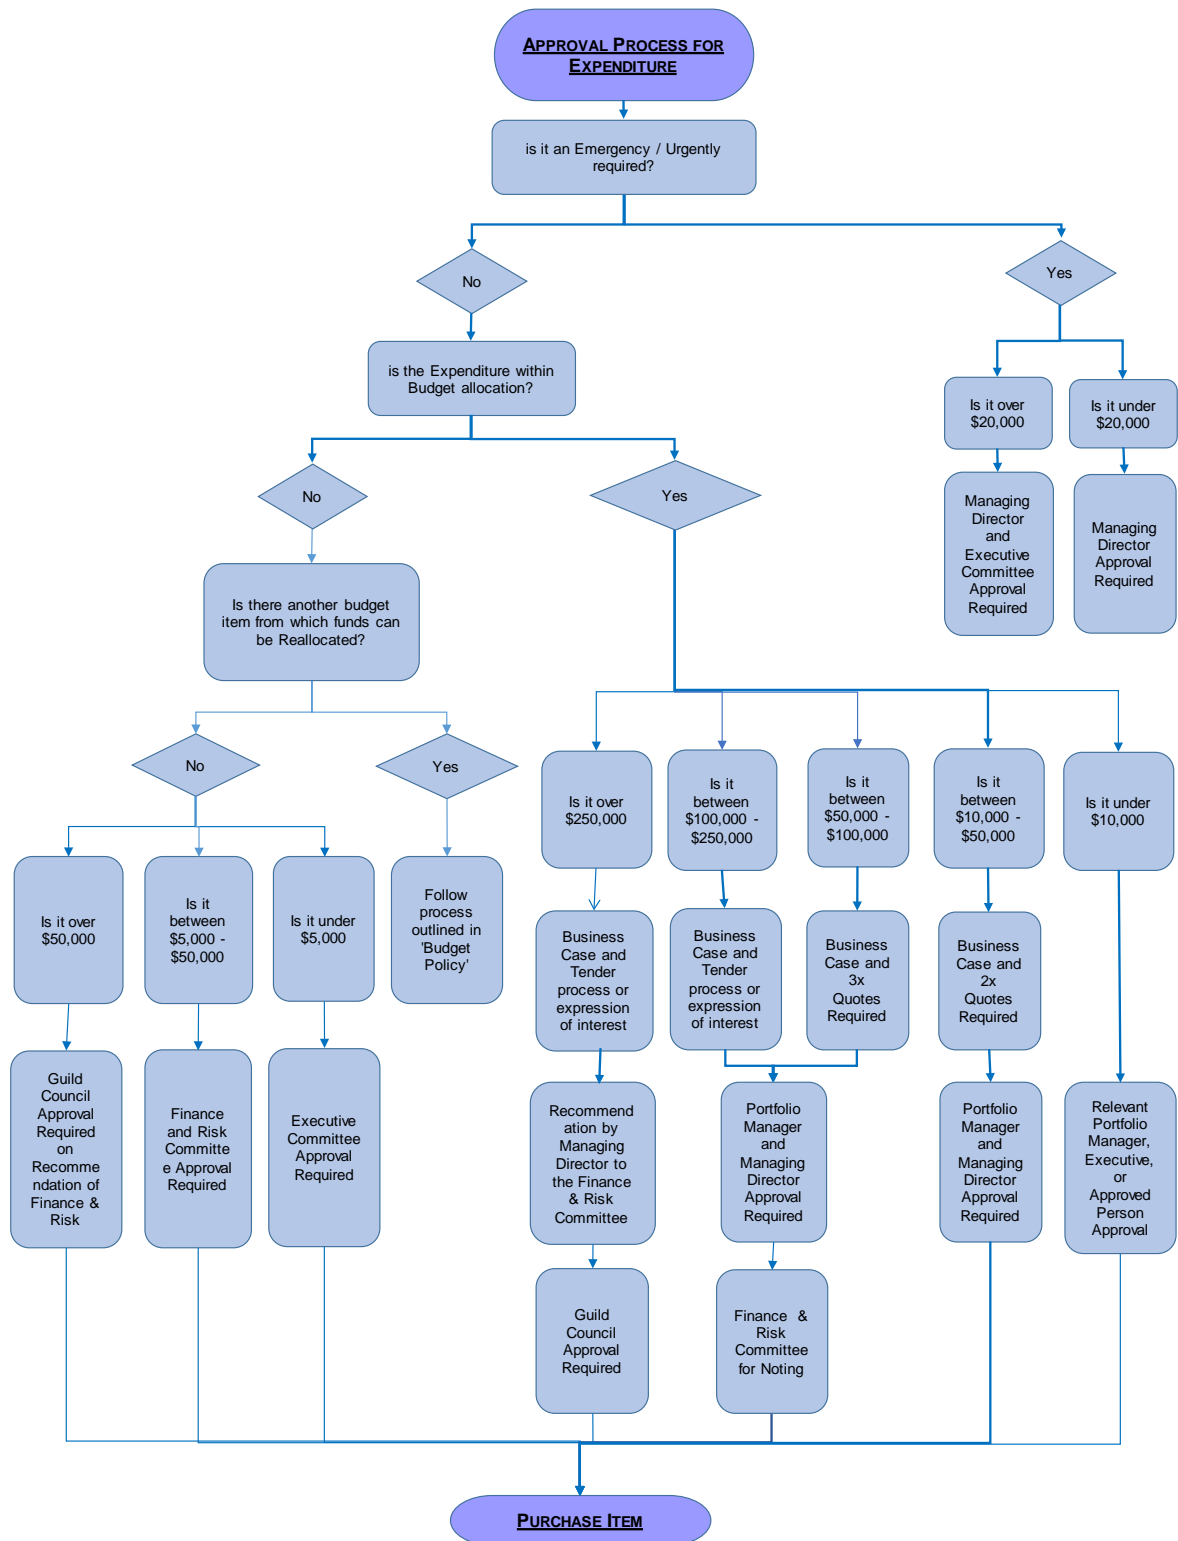 APPROVAL PROCESS FOR
EXPENDITURE
is it an Emergency / Urgently
required?
No
Yes
is the Expenditure within
Budget allocation?
Is it over
$20,000
Is it under
$20,000
No
Yes
Managing
Director
and
Executive
Committee
Approval
Required
Managing
Director
Approval
Required
Is there another budget
item from which funds can
be Reallocated?
No
Yes
Is it over
$250,000
Is it
between
$100,000 -
$250,000
Is it
between
$50,000 -
$100,000
Is it
between
$10,000 -
$50,000
Is it under
$10,000
Is it over
$50,000
Is it
between
$5,000 -
$50,000
Is it under
$5,000
Follow
process
outlined in
'Budget
Policy'
Business
Case and
Tender
process or
expression
of interest
Business
Case and
Tender
process or
expression
of interest
Business
Case and
3x
Quotes
Required
Business
Case and
2x
Quotes
Required
Guild
Council
Approval
Required
on
Recomme
ndation of
Finance &
Risk
Finance
and Risk
Committe
e Approval
Required
Executive
Committee
Approval
Required
Recommend
ation by
Managing
Director to
the Finance
& Risk
Committee
Portfolio
Manager
and
Managing
Director
Approval
Required
Portfolio
Manager
and
Managing
Director
Approval
Required
Relevant
Portfolio
Manager,
Executive,
or
Approved
Person
Approval
Guild
Council
Approval
Required
Finance &
Risk
Committee
for Noting
PURCHASE ITEM